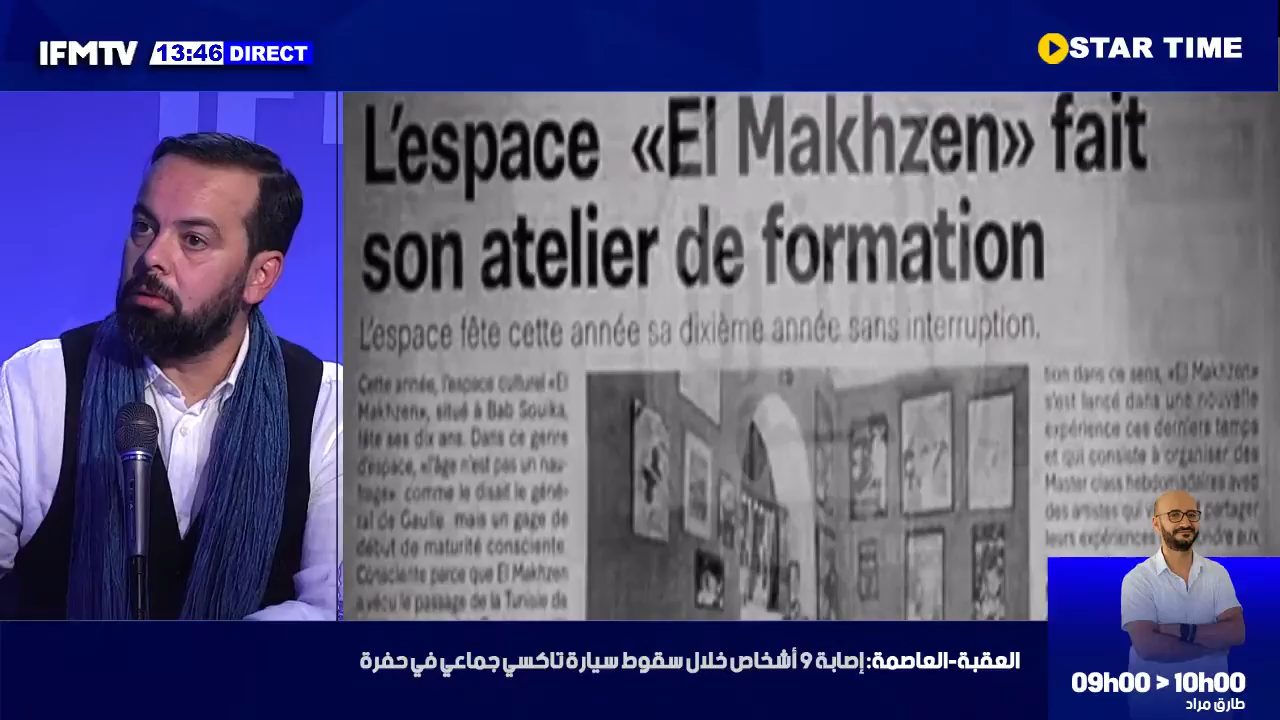 IFMTV 13:46 DIRECT
STAR TIME
L'espace «El Makhzen» fait
son atelier de formation
L'espace fête cette année sa dixième année sans interruption.
Cette année, l'espace culturel «El
Makhzen», situé à Bab Souika,
fête ses dix ans. Dans ce genre
d'espace, «l'âge n'est pas un nau-
frage» comme le disait le géné-
ral de Gaulle, mais un gage de
début de maturité consciente.
Consciente parce que El Makhzen
a vécu le passage de la Tunisie de
tion dans ce sens, «El Makhzen»
s'est lancé dans une nouvelle
expérience ces derniers temps
et qui consiste à organiser des
Master class hebdomadaires avec
des artistes qui partager
leurs expériences aux
العقبة-العاصمة: إصابة 9 أشخاص خلال سقوط سيارة تاكسي جماعي في حفرة
09h00 > 10h00
طارق مراد